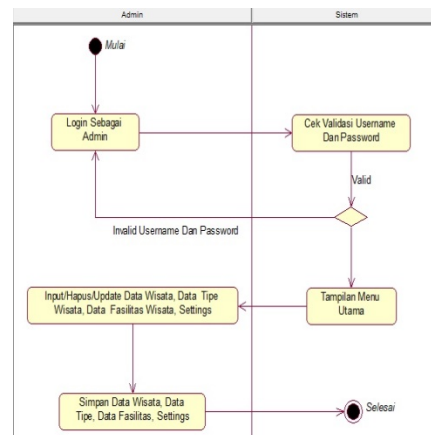 Admin
Sistem
Mulai
Login Sebagai
Admin
Cek Validasi Username
Dan Password
Valid
Invalid Username Dan Password
Input/Hapus/Update Data Wisata, Data Tipe
Wisata, Data Fasilitas Wisata, Settings
Tampilan Menu
Utama
Simpan Data Wisata, Data
Tipe, Data Fasilitas, Settings
Selesai